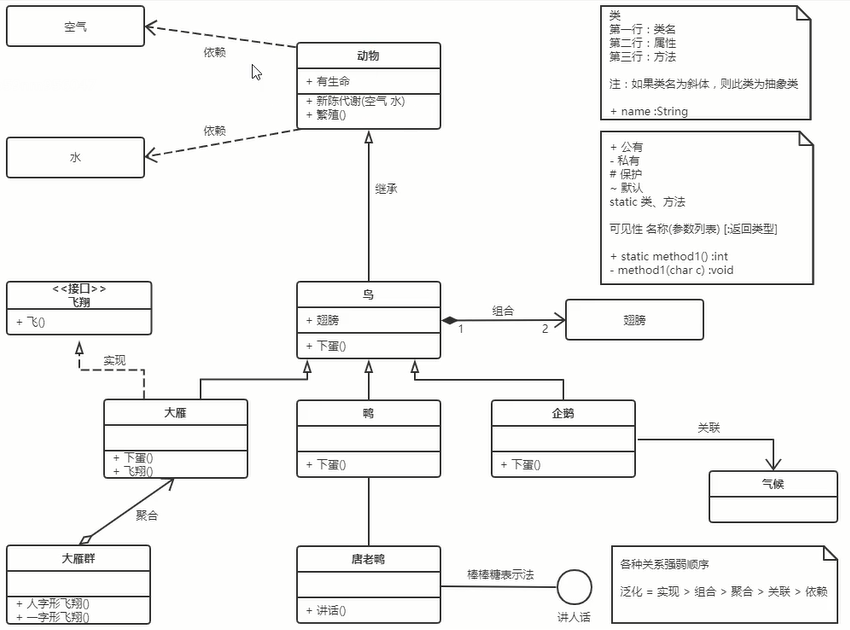 空气
依赖
动物
+ 有生命
+ 新陈代谢(空气 水)
+ 繁殖()
类
第一行：类名
第二行：属性
第三行：方法
注：如果类名为斜体，则此类为抽象类
+ name :String
依赖
水
继承
+ 公有
- 私有
# 保护
~ 默认
static 类、方法
可见性 名称(参数列表) [:返回类型]
+ static method1() :int
- method1(char c) :void
<<接口>>
飞翔
+ 飞()
鸟
+ 翅膀
+ 下蛋()
组合
1
2
翅膀
实现
大雁
+ 下蛋()
+ 飞翔()
鸭
+ 下蛋()
企鹅
+ 下蛋()
关联
气候
聚合
大雁群
+ 人字形飞翔()
+ 一字形飞翔()
唐老鸭
+ 讲话()
棒棒糖表示法
讲人话
各种关系强弱顺序
泛化 = 实现 > 组合 > 聚合 > 关联 > 依赖